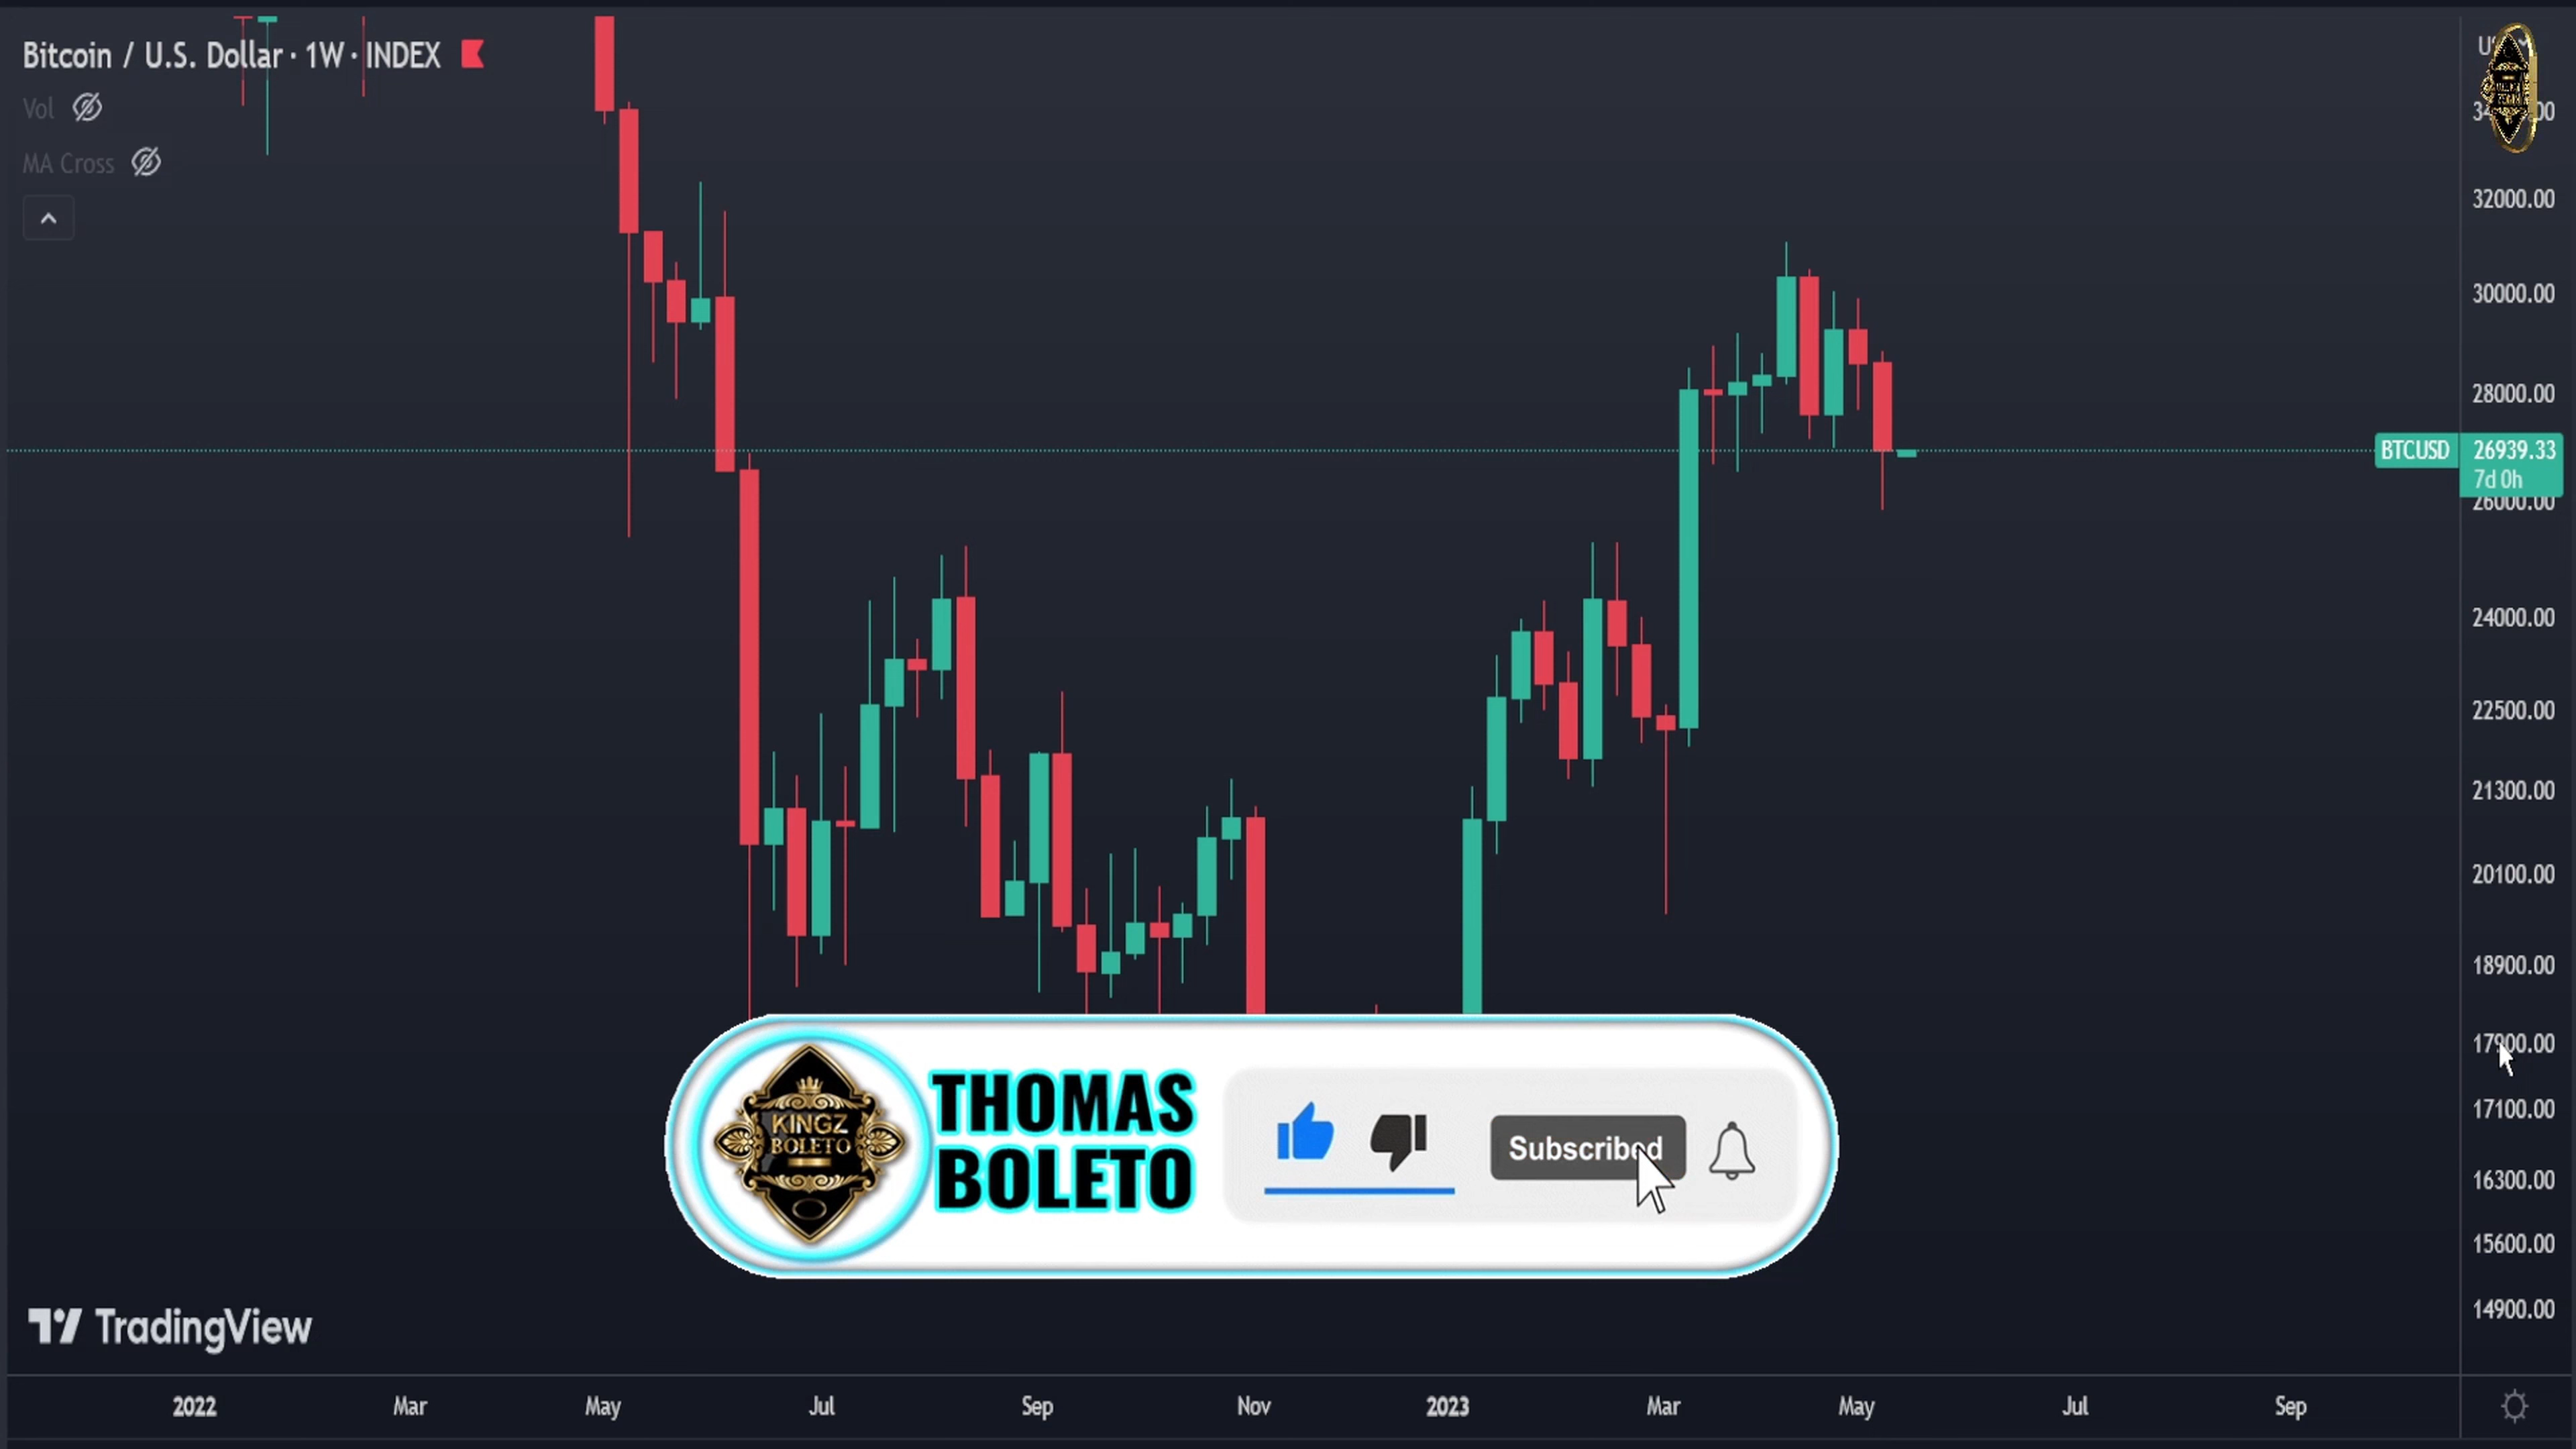 Bitcoin / U.S. Dollar · 1W · INDEX
Vol
MA Cross
32000.00
30000.00
28000.00
BTCUSD 26939.33
7d 0h
26000.00
24000.00
22500.00
21300.00
20100.00
18900.00
17900.00
17100.00
16300.00
15600.00
14900.00
KINGZ
BOLETO
THOMAS
BOLETO
Subscribed
TradingView
2022 Mar May Jul Sep Nov 2023 Mar May Jul Sep